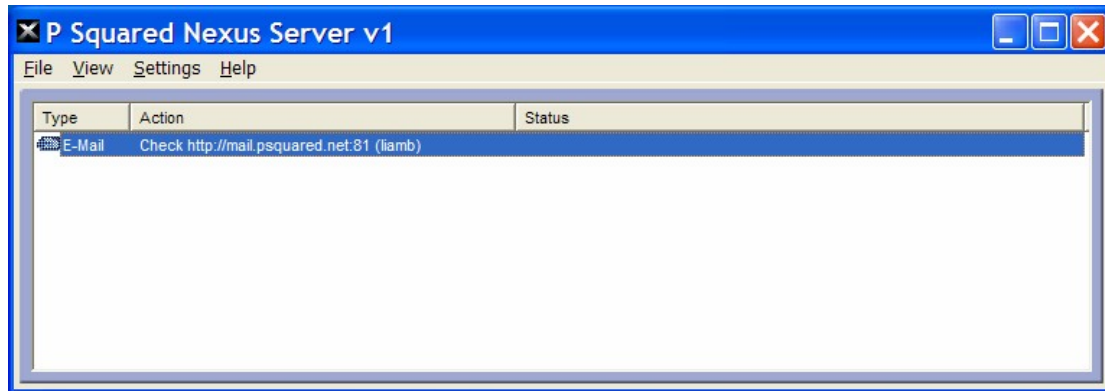 P Squared Nexus Server v1
File View Settings Help
Type Action Status
E-Mail Check http://mail.psquared.net:81 (liamb)